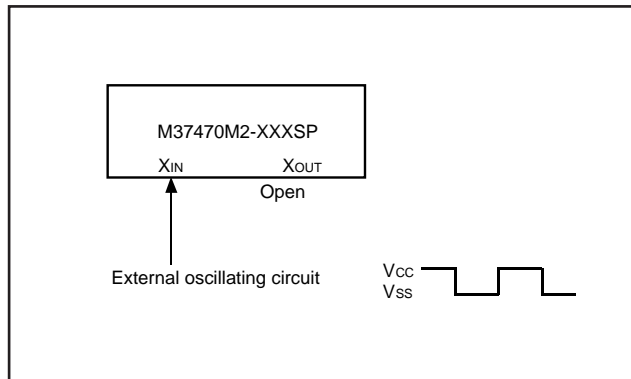 M37470M2-XXXSP
XIN XOUT
Open
External oscillating circuit
VCC
VSS